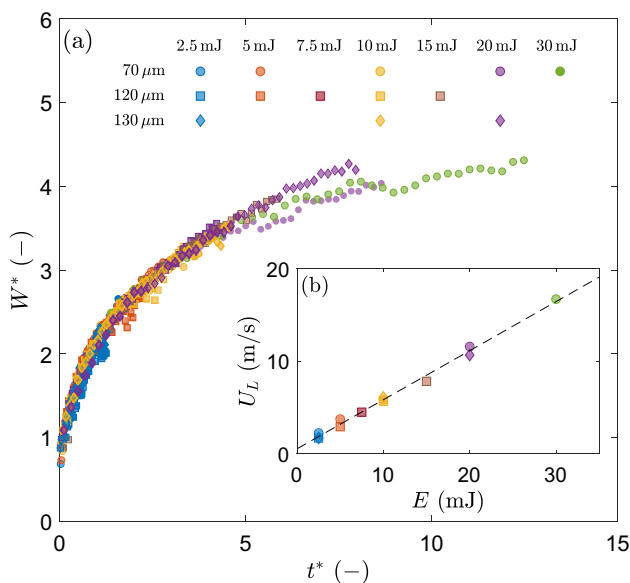 6
(a)
2.5 mJ 5 mJ 7.5 mJ 10 mJ 15 mJ 20 mJ 30 mJ
70 μm
120 μm
130 μm
5
4
3
2
1
0
W* (−)
0 5 10 15
t* (−)
(b)
20
10
0
U_L (m/s)
0 10 20 30
E (mJ)